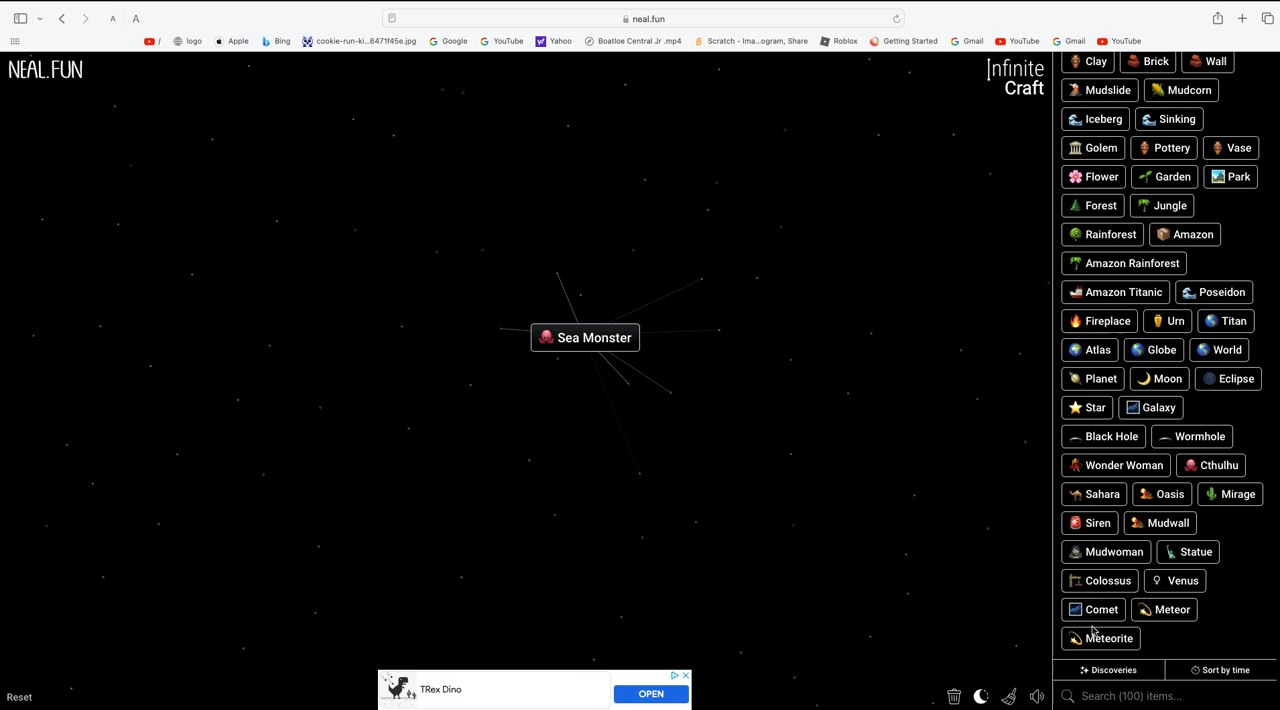 A A neal.fun
/ logo Apple Bing cookie-run-ki...6471f45e.jpg Google YouTube Yahoo Boatloe Central Jr .mp4 Scratch - Ima...ogram, Share Roblox Getting Started Gmail YouTube Gmail YouTube
NEAL.FUN
Infinite
Craft
Clay Brick Wall
Mudslide Mudcorn
Iceberg Sinking
Golem Pottery Vase
Flower Garden Park
Forest Jungle
Rainforest Amazon
Amazon Rainforest
Amazon Titanic Poseidon
Fireplace Urn Titan
Sea Monster
Atlas Globe World
Planet Moon Eclipse
Star Galaxy
Black Hole Wormhole
Wonder Woman Cthulhu
Sahara Oasis Mirage
Siren Mudwall
Mudwoman Statue
Colossus Venus
Comet Meteor
Meteorite
Discoveries Sort by time
TRex Dino
OPEN
Reset
Search (100) items...